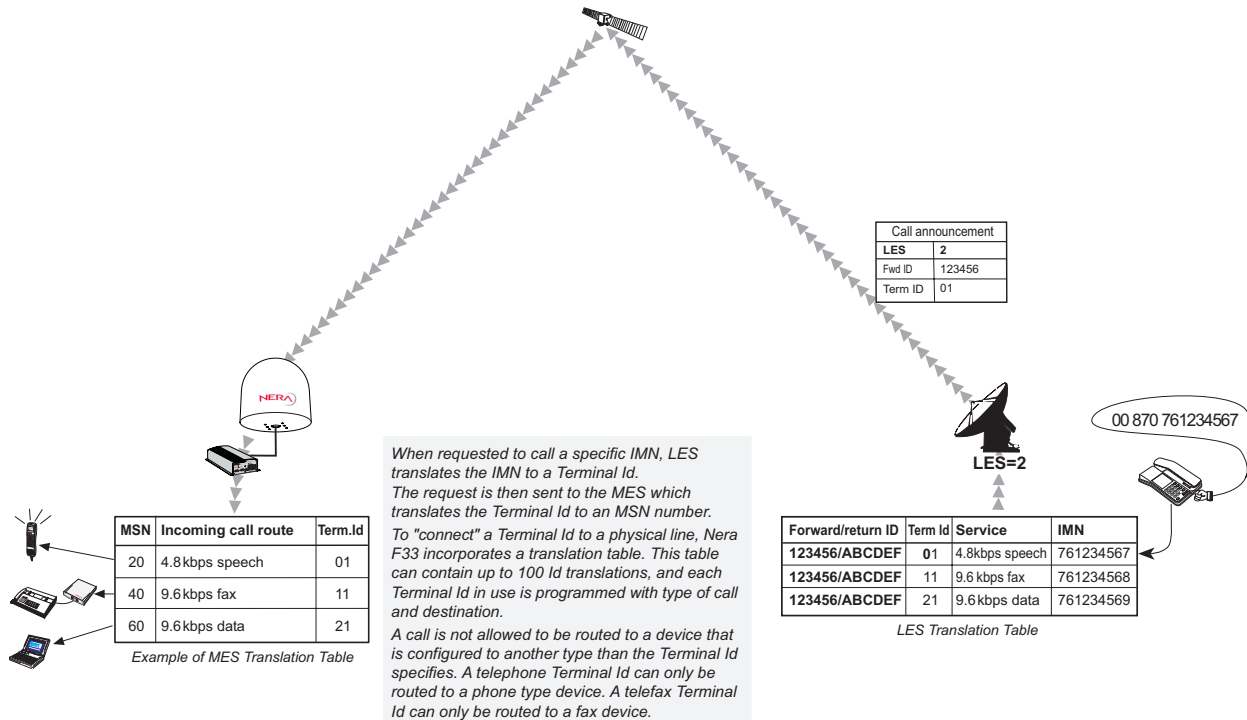 Call announcement
LES 2
Fwd ID 123456
Term ID 01
NERA
00 870 761234567
LES=2
When requested to call a specific IMN, LES
translates the IMN to a Terminal Id.
The request is then sent to the MES which
translates the Terminal Id to an MSN number.
To "connect" a Terminal Id to a physical line, Nera
F33 incorporates a translation table. This table
can contain up to 100 Id translations, and each
Terminal Id in use is programmed with type of call
and destination.
A call is not allowed to be routed to a device that
is configured to another type than the Terminal Id
specifies. A telephone Terminal Id can only be
routed to a phone type device. A telefax Terminal
Id can only be routed to a fax device.
MSN Incoming call route Term.Id
20 4.8kbps speech 01
40 9.6kbps fax 11
60 9.6kbps data 21
Example of MES Translation Table
Forward/return ID Term Id Service IMN
123456/ABCDEF 01 4.8kbps speech 761234567
123456/ABCDEF 11 9.6kbps fax 761234568
123456/ABCDEF 21 9.6kbps data 761234569
LES Translation Table